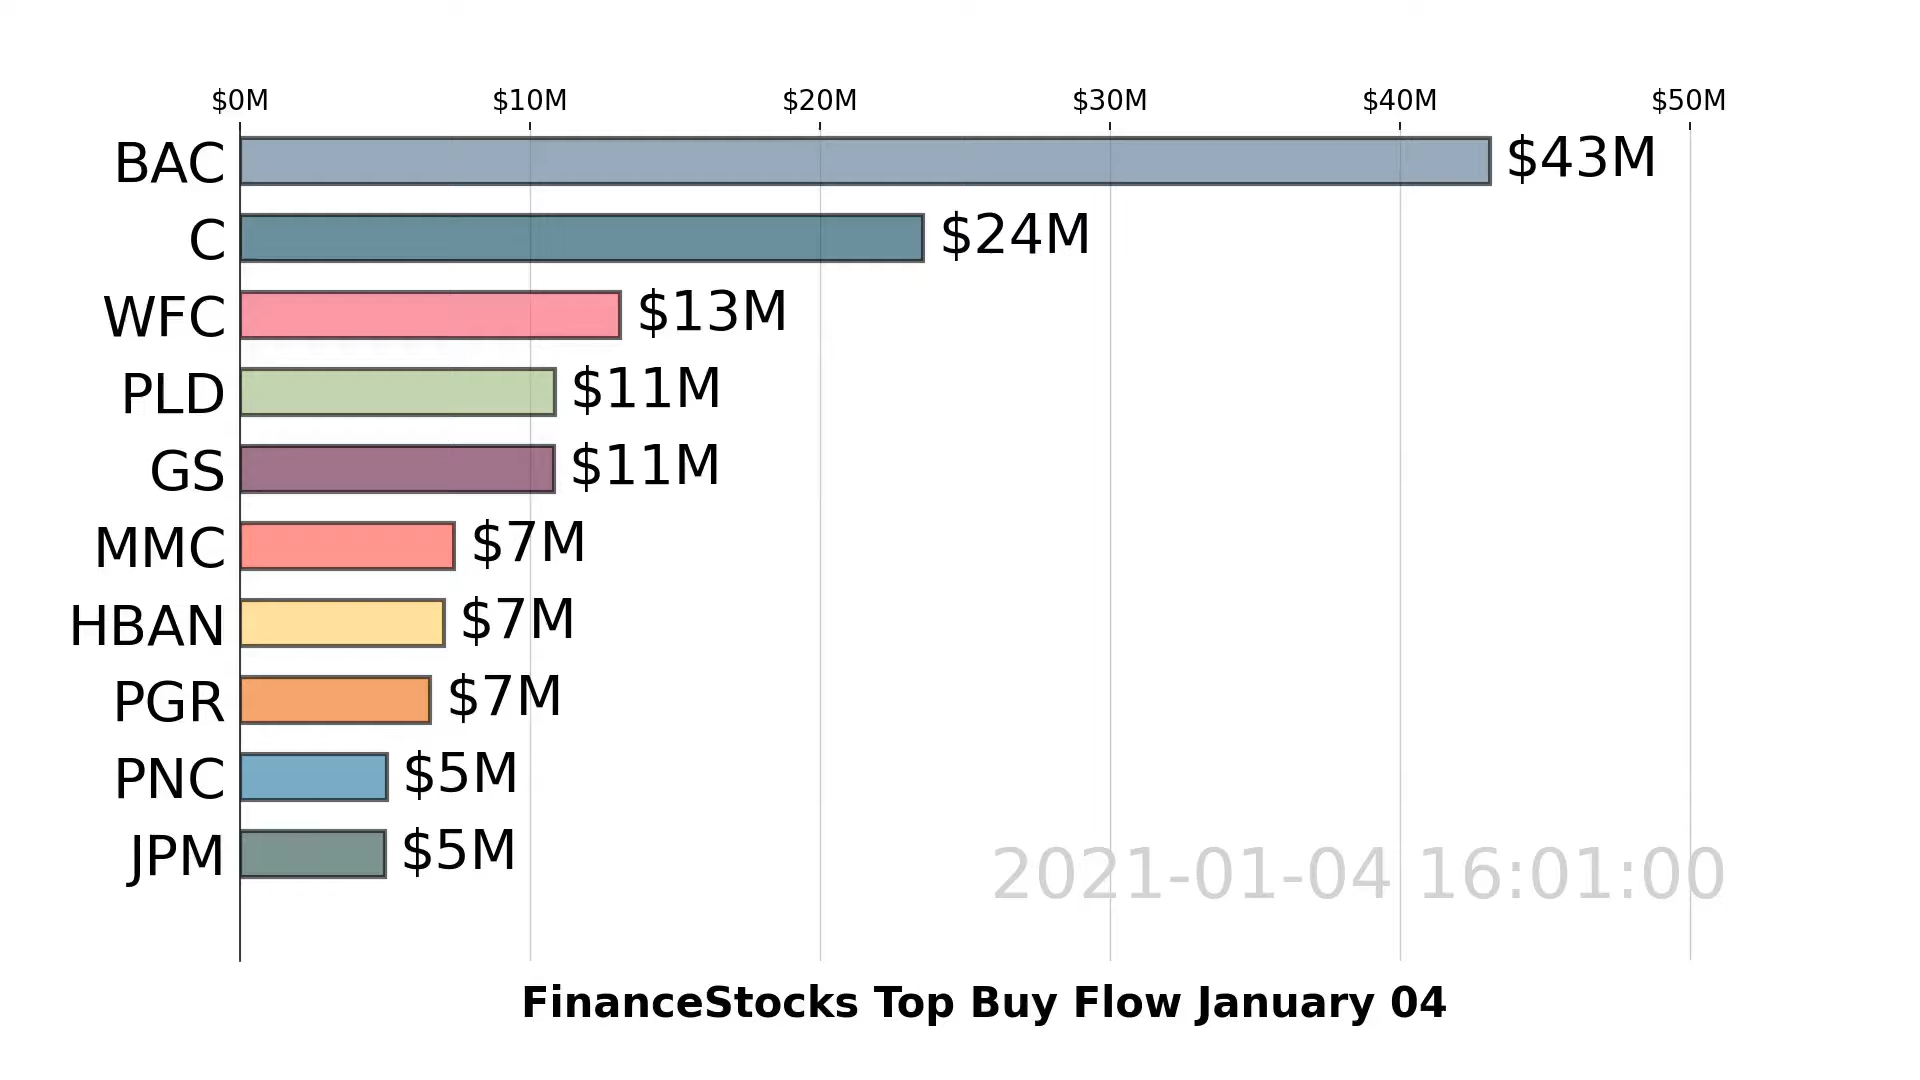 $0M $10M $20M $30M $40M $50M
BAC $43M
C $24M
WFC $13M
PLD $11M
GS $11M
MMC $7M
HBAN $7M
PGR $7M
PNC $5M
JPM $5M
2021-01-04 16:01:00
FinanceStocks Top Buy Flow January 04